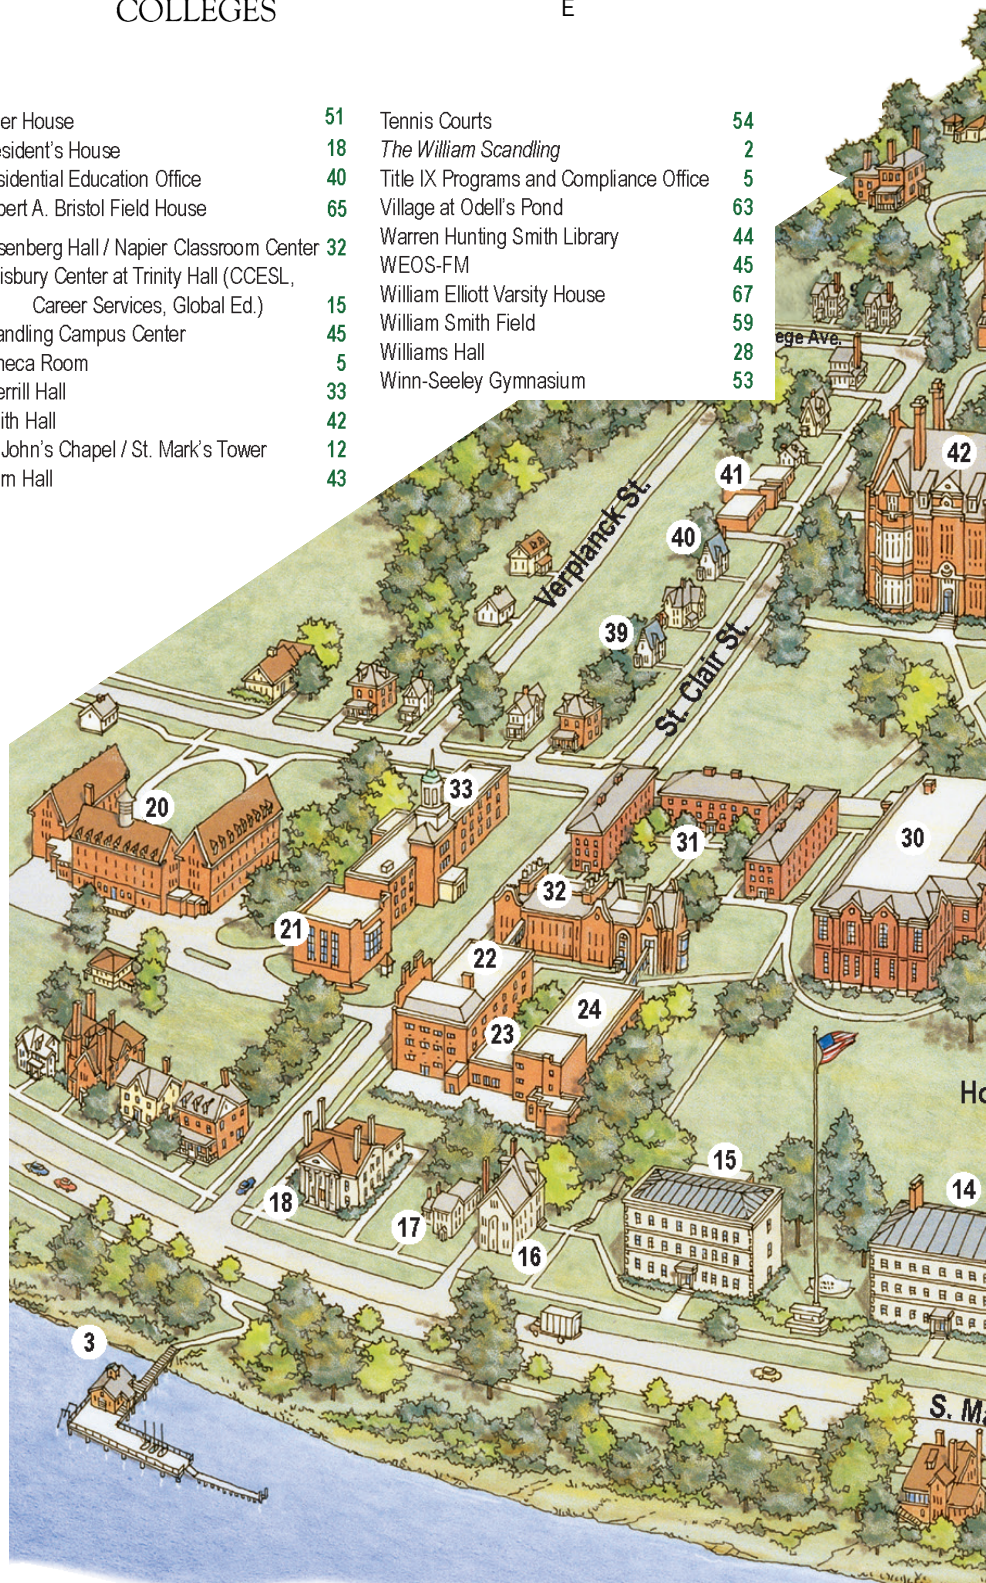 COLLEGES
E
er House 51
esident's House 18
sidential Education Office 40
bert A. Bristol Field House 65
senberg Hall / Napier Classroom Center 32
isbury Center at Trinity Hall (CCESL,
Career Services, Global Ed.) 15
andling Campus Center 45
neca Room 5
errill Hall 33
ith Hall 42
John's Chapel / St. Mark's Tower 12
rn Hall 43
Tennis Courts 54
The William Scandling 2
Title IX Programs and Compliance Office 5
Village at Odell's Pond 63
Warren Hunting Smith Library 44
WEOS-FM 45
William Elliott Varsity House 67
William Smith Field 59
Williams Hall 28
Winn-Seeley Gymnasium 53
ege Ave.
42
41
Verplanck St.
40
39
St. Clair St.
33
20
30
31
32
21
22
24
23
Ho
15
14
18
17
16
3
S. Ma